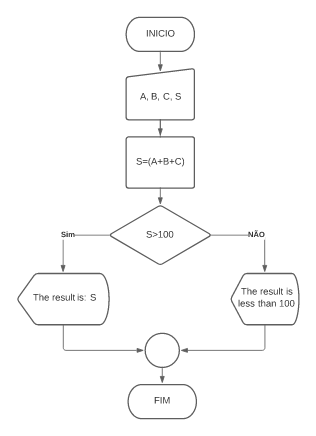 INICIO
A, B, C, S
S=(A+B+C)
S>100
Sim
NÃO
The result is: S
The result is
less than 100
FIM